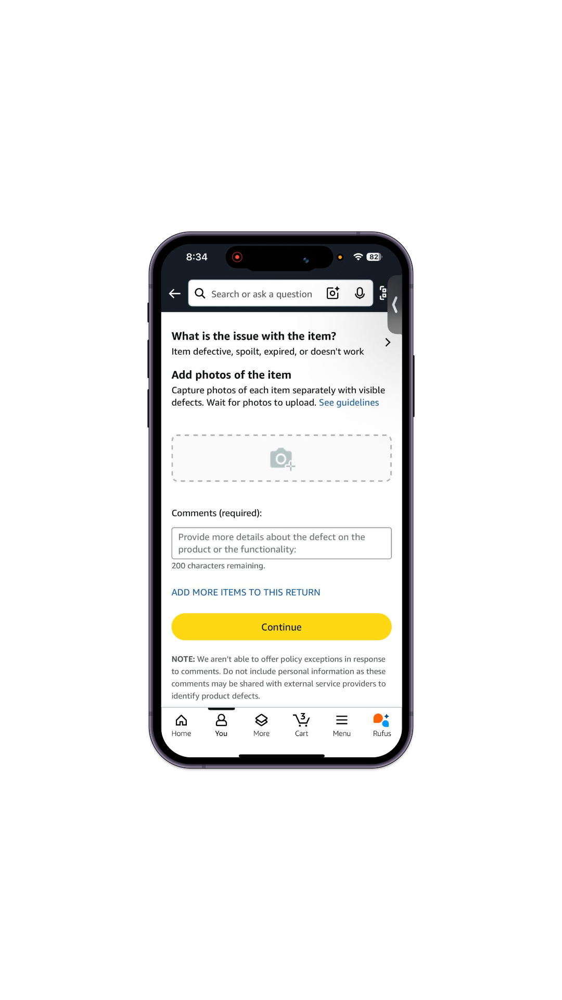 8:34
82
Search or ask a question
What is the issue with the item?
Item defective, spoilt, expired, or doesn't work
Add photos of the item
Capture photos of each item separately with visible
defects. Wait for photos to upload. See guidelines
Comments (required):
Provide more details about the defect on the
product or the functionality:
200 characters remaining.
ADD MORE ITEMS TO THIS RETURN
Continue
NOTE: We aren’t able to offer policy exceptions in response
to comments. Do not include personal information as these
comments may be shared with external service providers to
identify product defects.
3
Home You More Cart Menu Rufus